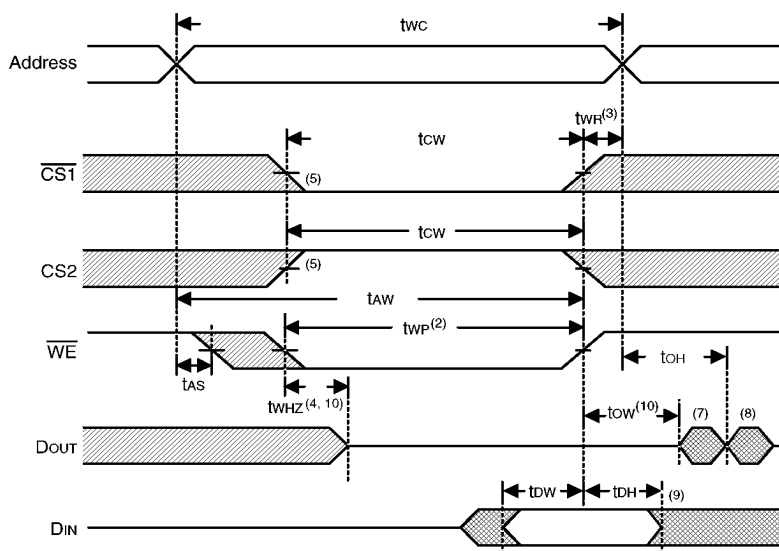 tWC
Address
tWR(3)
tCW
CS1
(5)
tCW
CS2
(5)
tAW
tWP(2)
WE
tAS
tOH
tWHZ(4, 10)
tOW(10)
(7)
(8)
DOUT
tDW
tDH
(9)
DIN